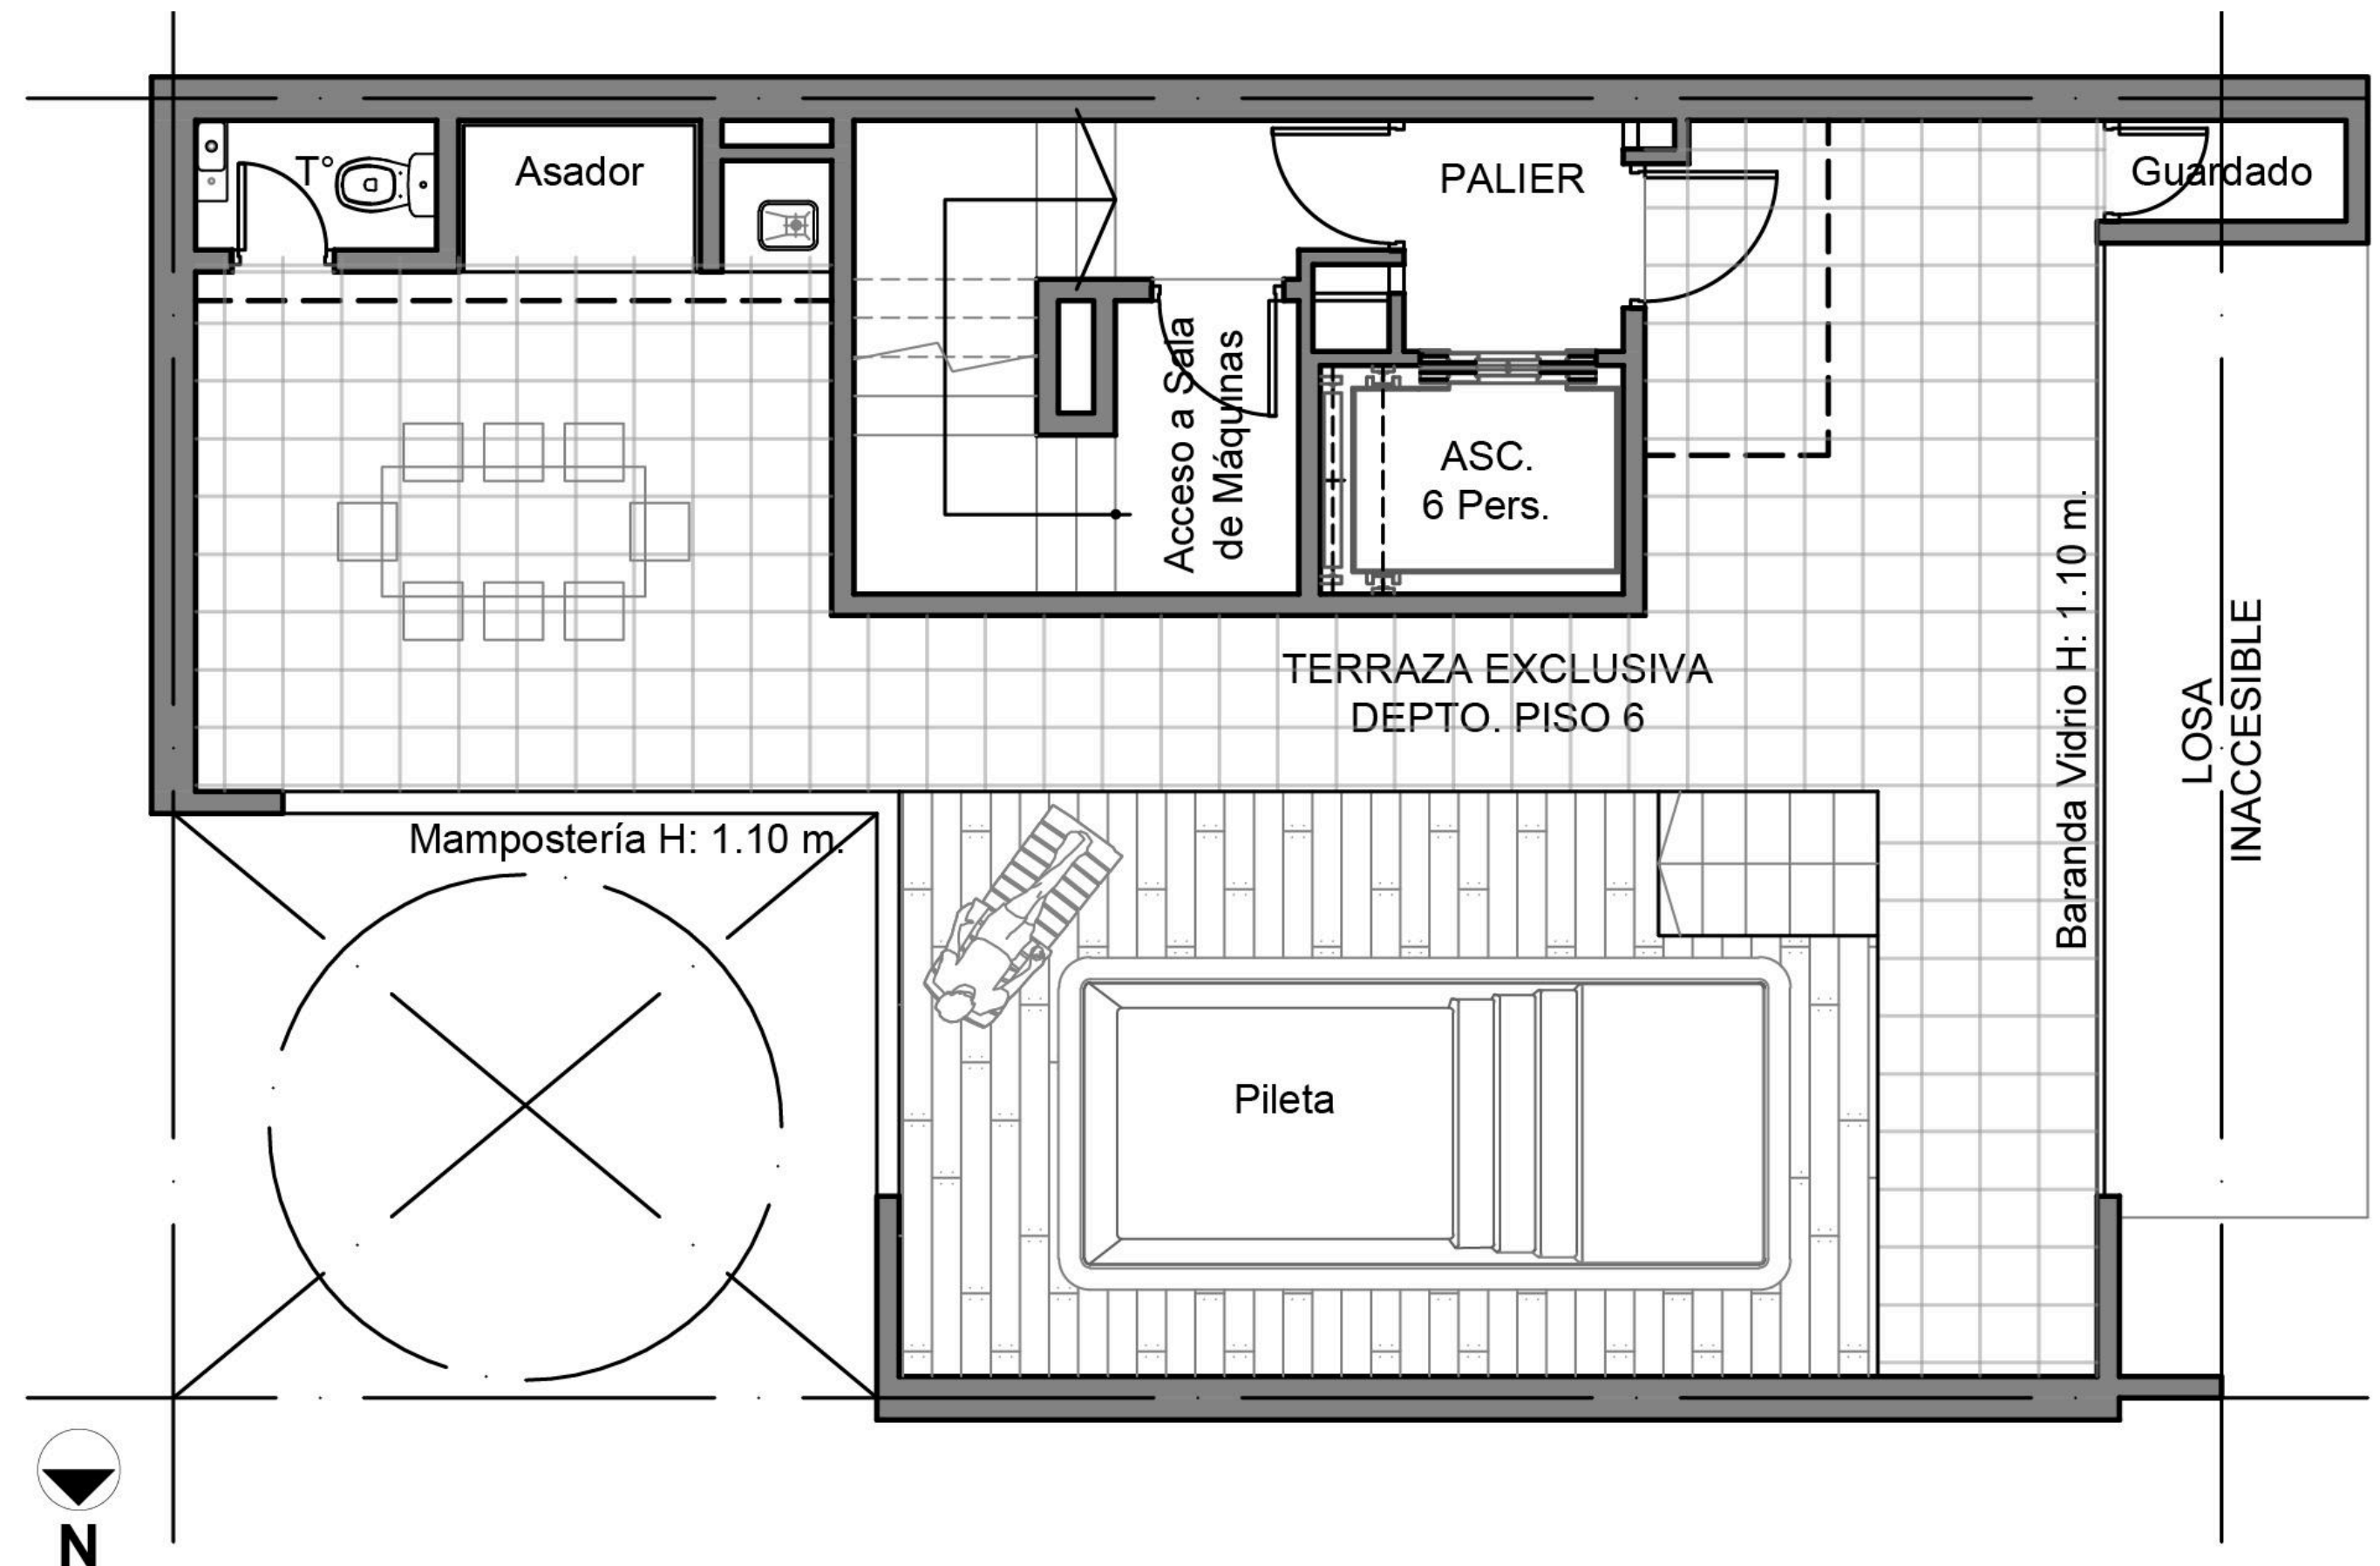 T°
Asador
PALIER
Guardado
Acceso a Sala
de Máquinas
ASC.
6 Pers.
TERRAZA EXCLUSIVA
DEPTO. PISO 6
Baranda Vidrio H: 1.10 m.
LOSA
INACCESIBLE
Mampostería H: 1.10 m.
Pileta
N